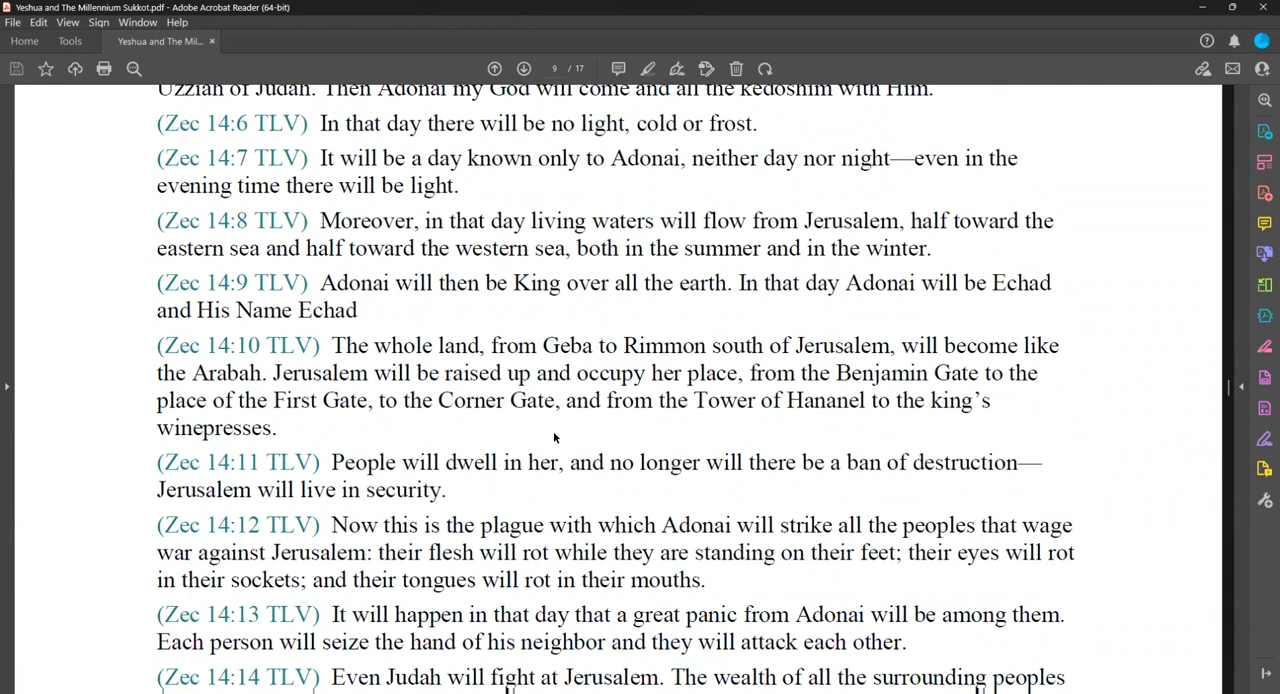 Yeshua and The Millennium Sukkot.pdf - Adobe Acrobat Reader (64-bit)
File Edit View Sign Window Help
Home Tools Yeshua and The Mil... ×
9 / 17
Uzziah of Judah. Then Adonai my God will come and all the kedoshim with Him.
(Zec 14:6 TLV) In that day there will be no light, cold or frost.
(Zec 14:7 TLV) It will be a day known only to Adonai, neither day nor night—even in the
evening time there will be light.
(Zec 14:8 TLV) Moreover, in that day living waters will flow from Jerusalem, half toward the
eastern sea and half toward the western sea, both in the summer and in the winter.
(Zec 14:9 TLV) Adonai will then be King over all the earth. In that day Adonai will be Echad
and His Name Echad
(Zec 14:10 TLV) The whole land, from Geba to Rimmon south of Jerusalem, will become like
the Arabah. Jerusalem will be raised up and occupy her place, from the Benjamin Gate to the
place of the First Gate, to the Corner Gate, and from the Tower of Hananel to the king’s
winepresses.
(Zec 14:11 TLV) People will dwell in her, and no longer will there be a ban of destruction—
Jerusalem will live in security.
(Zec 14:12 TLV) Now this is the plague with which Adonai will strike all the peoples that wage
war against Jerusalem: their flesh will rot while they are standing on their feet; their eyes will rot
in their sockets; and their tongues will rot in their mouths.
(Zec 14:13 TLV) It will happen in that day that a great panic from Adonai will be among them.
Each person will seize the hand of his neighbor and they will attack each other.
(Zec 14:14 TLV) Even Judah will fight at Jerusalem. The wealth of all the surrounding peoples